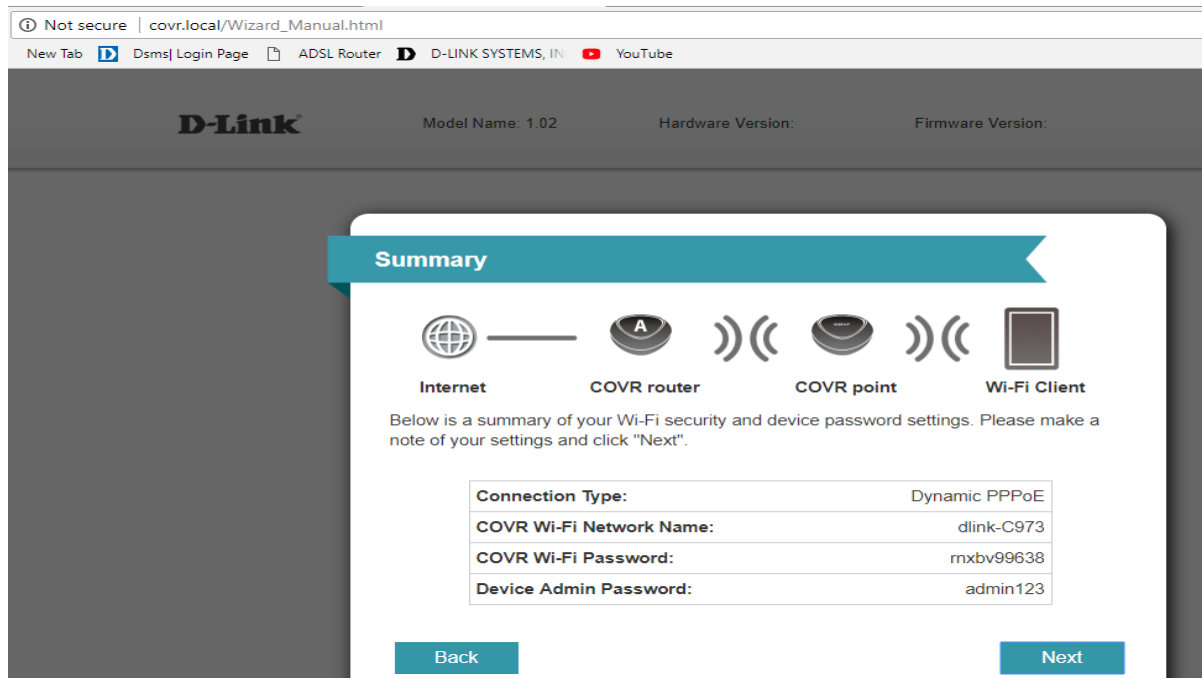 Not secure | covr.local/Wizard_Manual.html
New Tab Dsms| Login Page ADSL Router D-LINK SYSTEMS, IN YouTube
D-Link Model Name: 1.02 Hardware Version: Firmware Version:
Summary
A COVR
Internet COVR router COVR point Wi-Fi Client
Below is a summary of your Wi-Fi security and device password settings. Please make a
note of your settings and click "Next".
Connection Type: Dynamic PPPoE
COVR Wi-Fi Network Name: dlink-C973
COVR Wi-Fi Password: rnxbv99638
Device Admin Password: admin123
Back Next